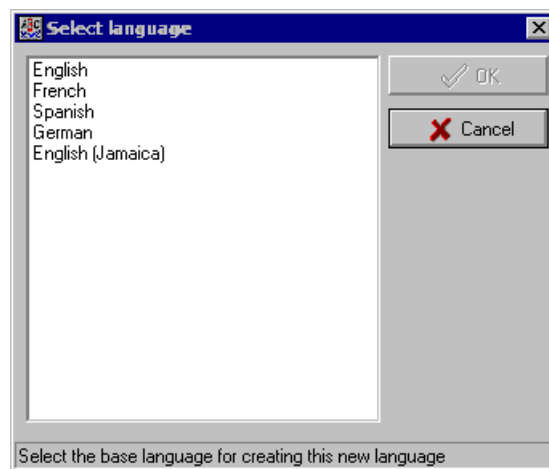 Select language
English
French
Spanish
German
English (Jamaica)
OK
Cancel
Select the base language for creating this new language